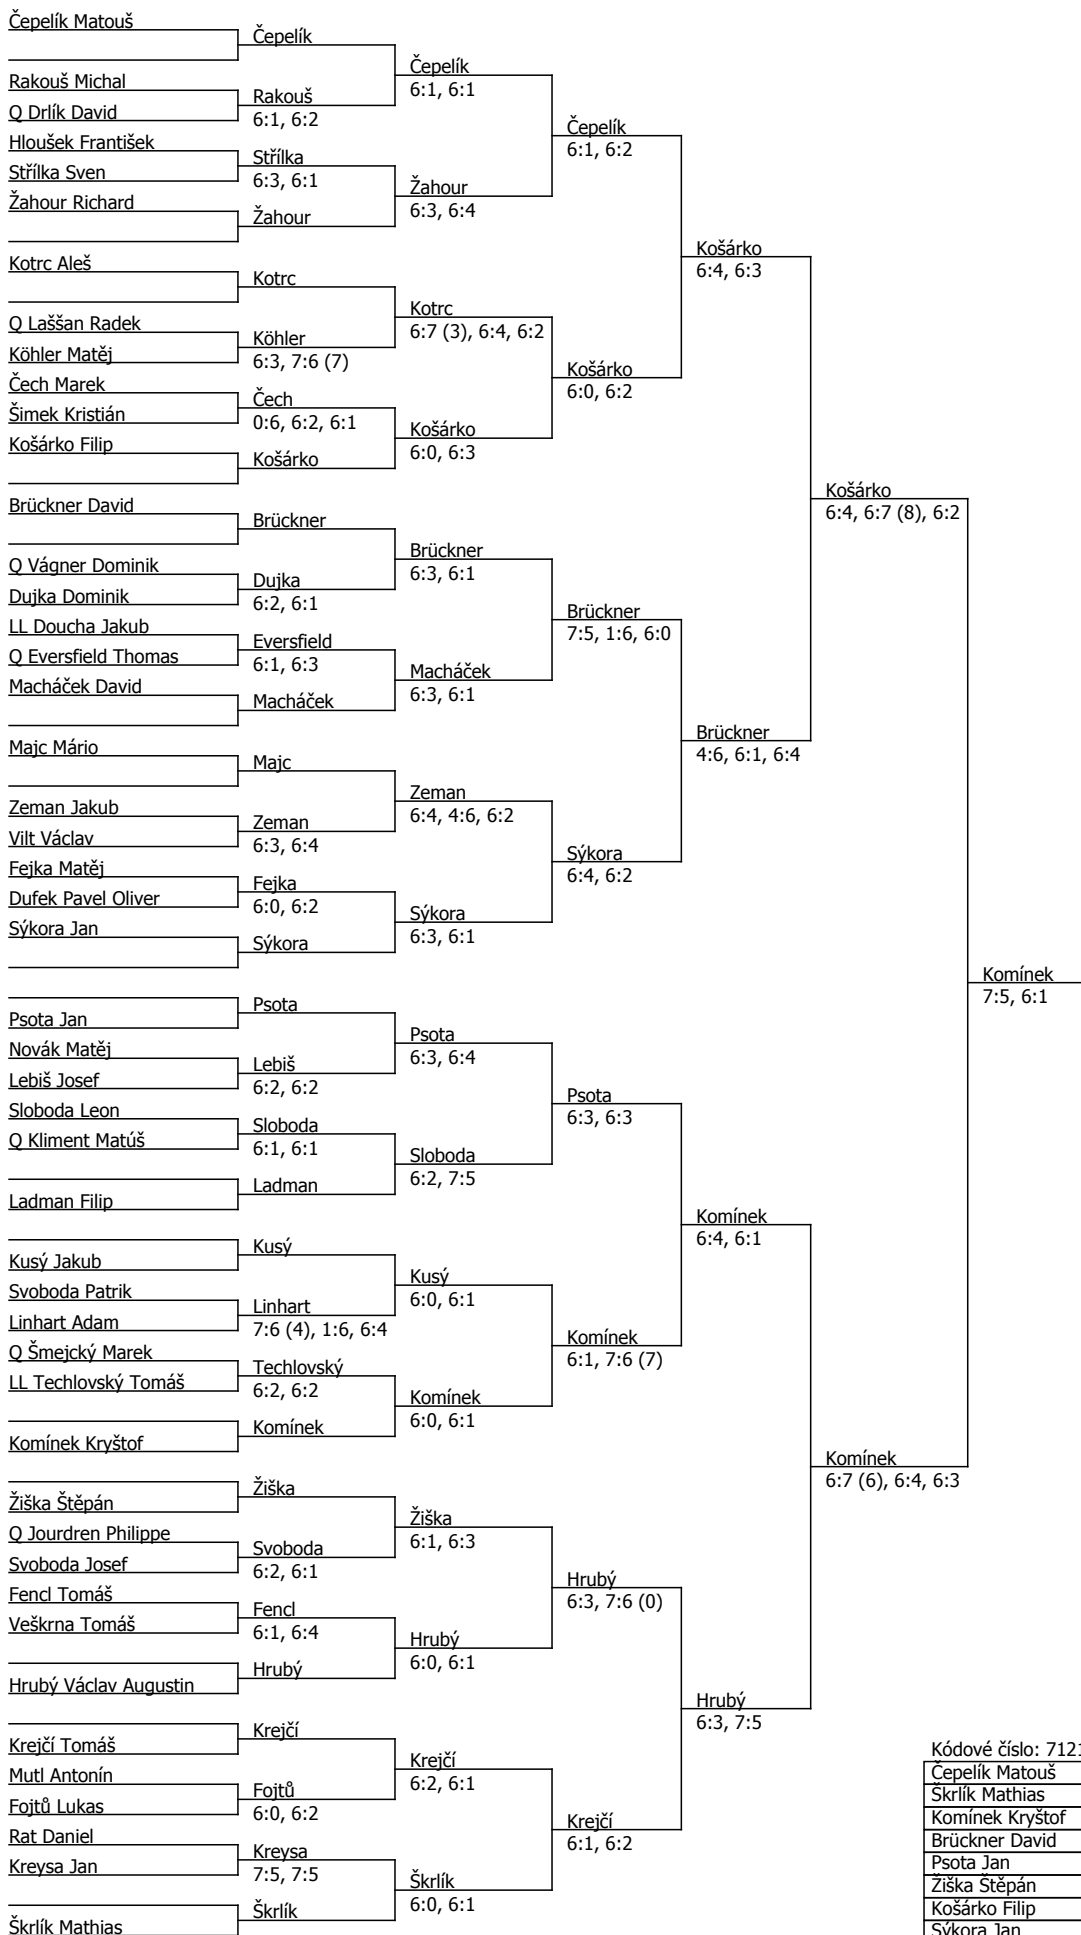 Čepelík Matouš
Rakouš Michal
Q Drlík David
Hloušek František
Střílka Sven
Žahour Richard
Kotrc Aleš
Q Laššan Radek
Köhler Matěj
Čech Marek
Šimek Kristián
Košárko Filip
Brückner David
Q Vágner Dominik
Dujka Dominik
LL Doucha Jakub
Q Eversfield Thomas
Macháček David
Majc Mário
Zeman Jakub
Vilt Václav
Fejka Matěj
Dufek Pavel Oliver
Sýkora Jan
Psota Jan
Novák Matěj
Lebiš Josef
Sloboda Leon
Q Kliment Matúš
Ladman Filip
Kusý Jakub
Svoboda Patrik
Linhart Adam
Q Šmejcký Marek
LL Techlovský Tomáš
Komínek Kryštof
Žiška Štěpán
Q Jourdren Philippe
Svoboda Josef
Fencl Tomáš
Veškrna Tomáš
Hrubý Václav Augustin
Krejčí Tomáš
Mutl Antonín
Fojtů Lukas
Rat Daniel
Kreysa Jan
Škrlík Mathias
Čepelík
Rakouš
6:1, 6:2
Střílka
6:3, 6:1
Žahour
Kotrc
Köhler
6:3, 7:6 (7)
Čech
0:6, 6:2, 6:1
Košárko
Brückner
Dujka
6:2, 6:1
Eversfield
6:1, 6:3
Macháček
Majc
Zeman
6:3, 6:4
Fejka
6:0, 6:2
Sýkora
Psota
Lebiš
6:2, 6:2
Sloboda
6:1, 6:1
Ladman
Kusý
Linhart
7:6 (4), 1:6, 6:4
Techlovský
6:2, 6:2
Komínek
Žiška
Svoboda
6:2, 6:1
Fencl
6:1, 6:4
Hrubý
Krejčí
Fojtů
6:0, 6:2
Kreysa
7:5, 7:5
Škrlík
Čepelík
6:1, 6:1
Žahour
6:3, 6:4
Kotrc
6:7 (3), 6:4, 6:2
Košárko
6:0, 6:3
Brückner
6:3, 6:1
Macháček
6:3, 6:1
Zeman
6:4, 4:6, 6:2
Sýkora
6:3, 6:1
Psota
6:3, 6:4
Sloboda
6:2, 7:5
Kusý
6:0, 6:1
Komínek
6:0, 6:1
Žiška
6:1, 6:3
Hrubý
6:0, 6:1
Krejčí
6:2, 6:1
Škrlík
6:0, 6:1
Čepelík
6:1, 6:2
Košárko
6:0, 6:2
Brückner
7:5, 1:6, 6:0
Sýkora
6:4, 6:2
Psota
6:3, 6:3
Komínek
6:1, 7:6 (7)
Hrubý
6:3, 7:6 (0)
Krejčí
6:1, 6:2
Košárko
6:4, 6:3
Brückner
4:6, 6:1, 6:4
Komínek
6:4, 6:1
Hrubý
6:3, 7:5
Košárko
6:4, 6:7 (8), 6:2
Komínek
6:7 (6), 6:4, 6:3
Komínek
7:5, 6:1
Kódové číslo: 7121
Čepelík Matouš
Škrlík Mathias
Komínek Kryštof
Brückner David
Psota Jan
Žiška Štěpán
Košárko Filip
Sýkora Jan